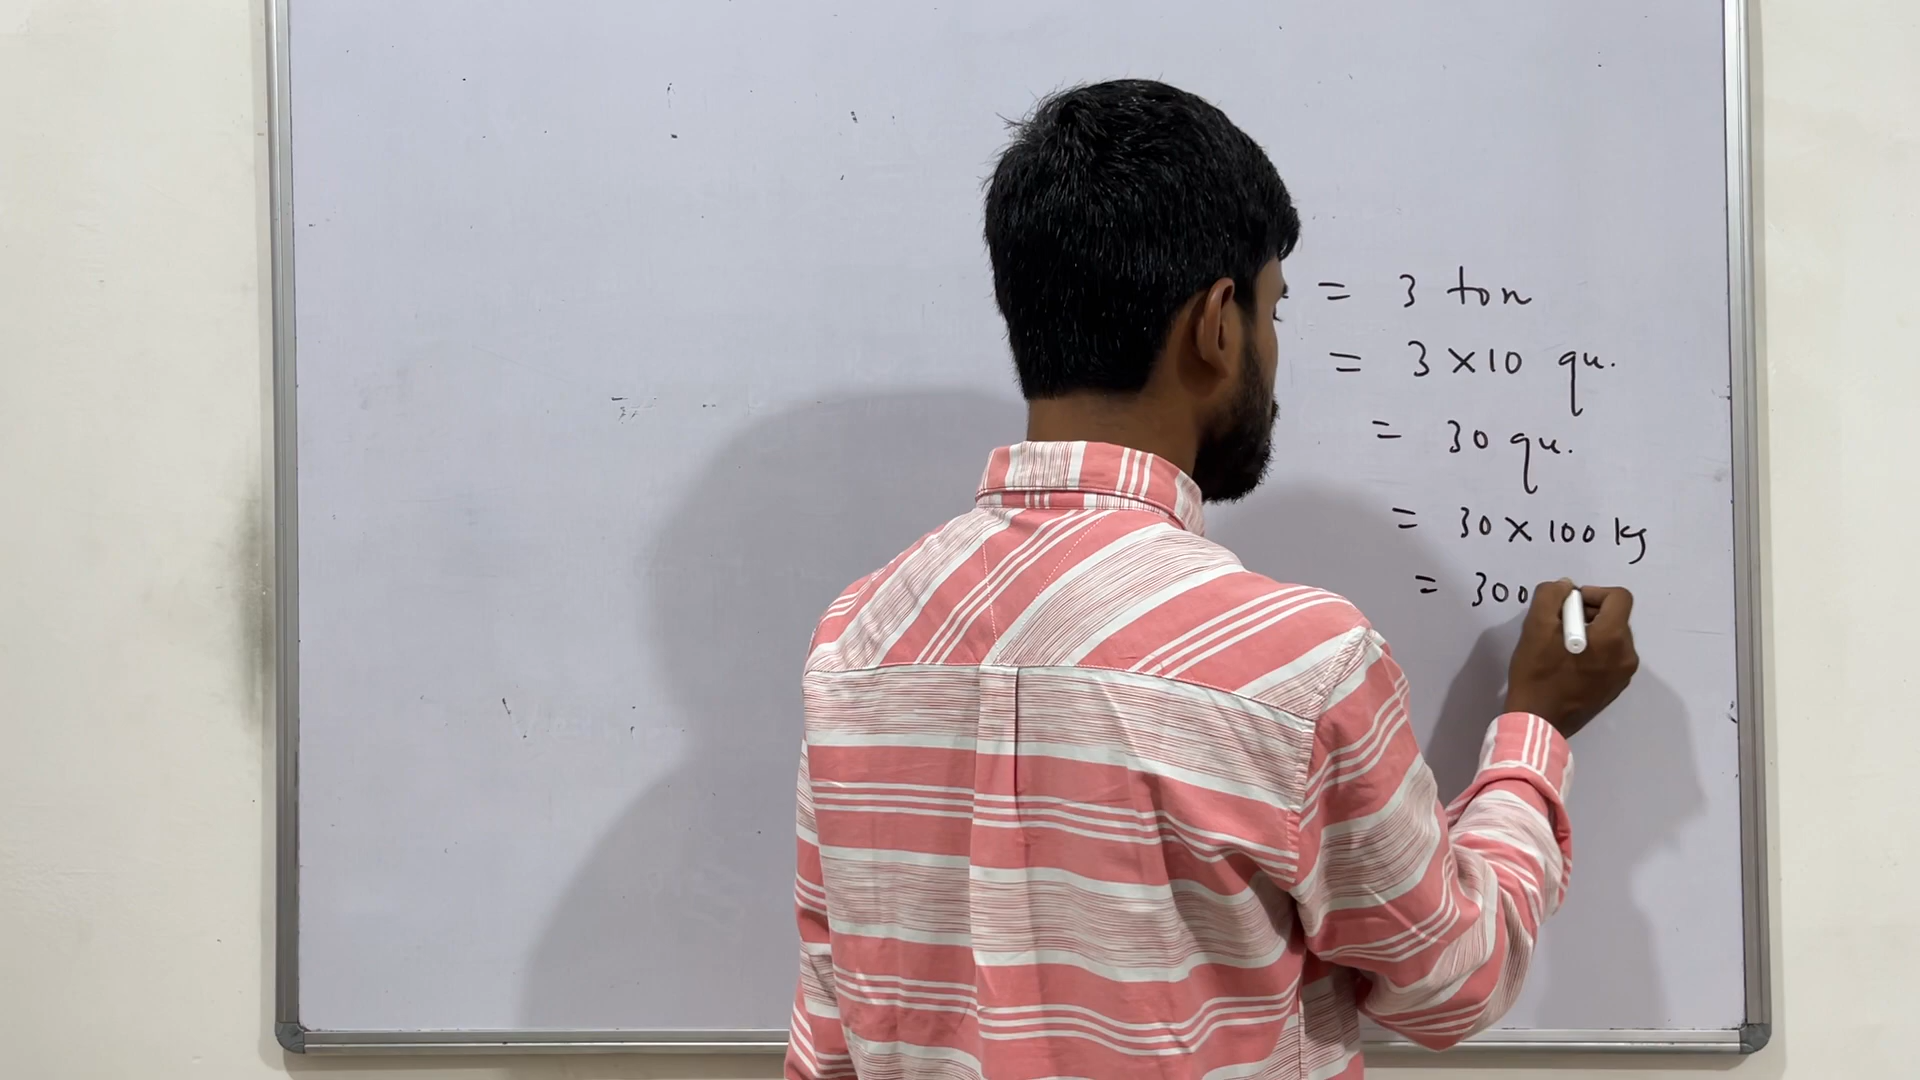 = 3 ton
= 3 × 10 qu.
= 30 qu.
= 30 × 100 kg
= 300